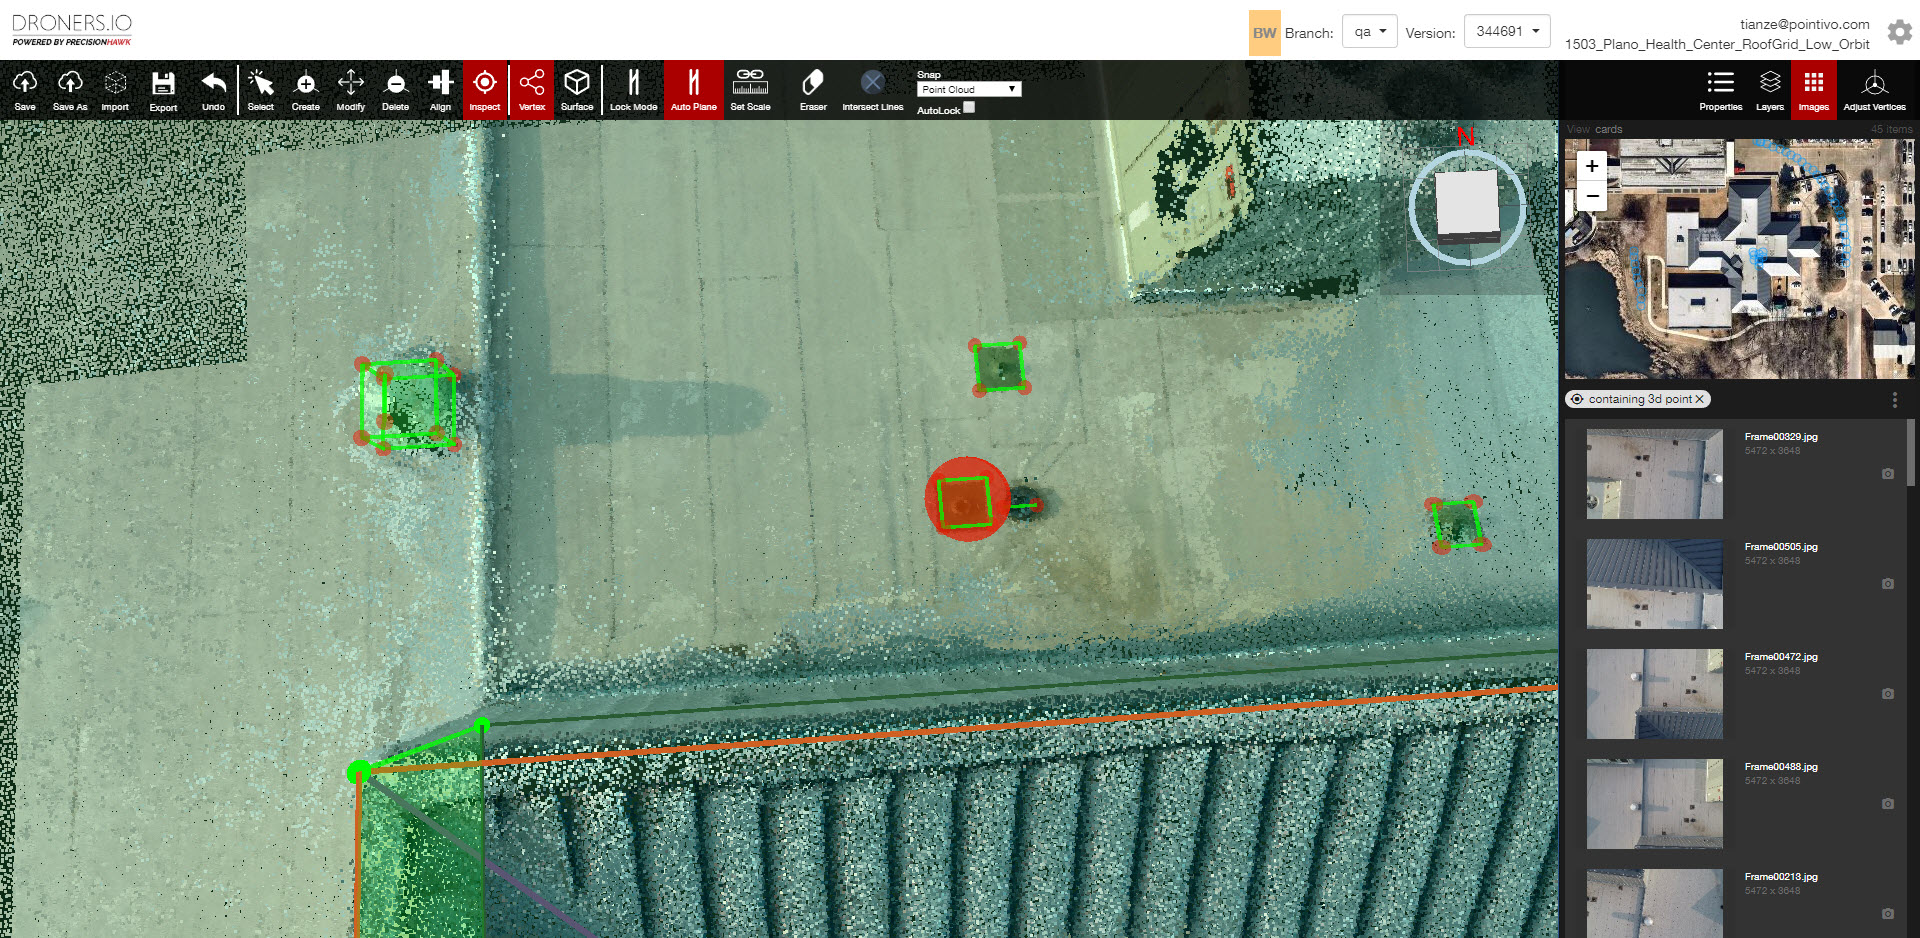 DRONERS.IO
POWERED BY PRECISIONHAWK
BW Branch: qa Version: 344691
tianze@pointivo.com
1503_Plano_Health_Center_RoofGrid_Low_Orbit
Save Save As Import Export Undo Select Create Modify Delete Align Inspect Vertex Surface Lock Mode Auto Plane Set Scale Eraser Intersect Lines
Snap
Point Cloud
AutoLock
Properties Layers Images Adjust Vertices
N
View cards 45 items
+
−
containing 3d point
Frame00329.jpg
5472 x 3648
Frame00505.jpg
5472 x 3648
Frame00472.jpg
5472 x 3648
Frame00488.jpg
5472 x 3648
Frame00213.jpg
5472 x 3648